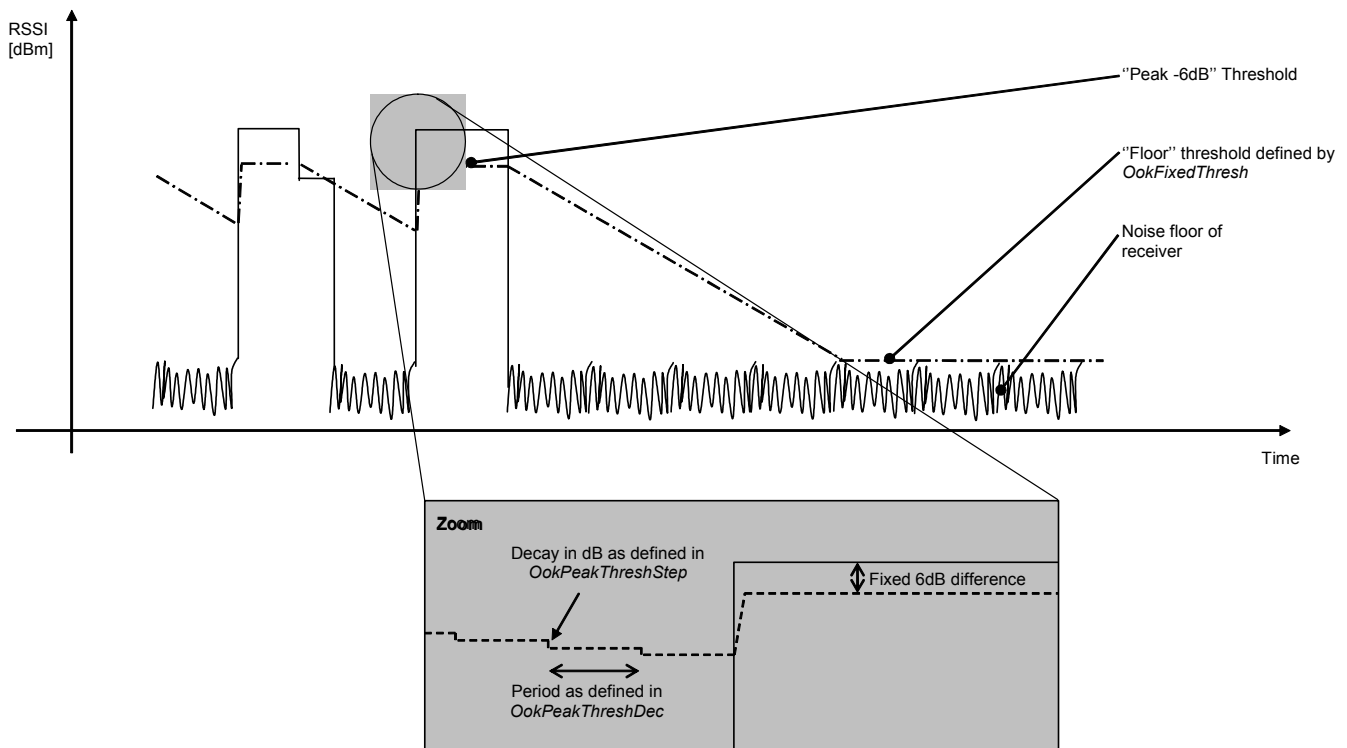 RSSI
[dBm]
‘’Peak -6dB’’ Threshold
‘’Floor’’ threshold defined by
OokFixedThresh
Noise floor of
receiver
Time
Zoom
Decay in dB as defined in
OokPeakThreshStep
Fixed 6dB difference
Period as defined in
OokPeakThreshDec